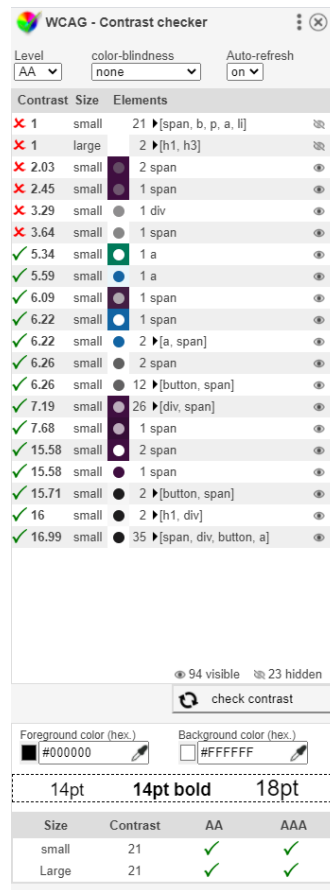 WCAG - Contrast checker
Level color-blindness Auto-refresh
AA none on
Contrast Size Elements
1 small 21 [span, b, p, a, li]
1 large 2 [h1, h3]
2.03 small 2 span
2.45 small 1 span
3.29 small 1 div
3.64 small 1 span
5.34 small 1 a
5.59 small 1 a
6.09 small 1 span
6.22 small 1 span
6.22 small 2 [a, span]
6.26 small 2 span
6.26 small 12 [button, span]
7.19 small 26 [div, span]
7.68 small 1 span
15.58 small 2 span
15.58 small 1 span
15.71 small 2 [button, span]
16 small 2 [h1, div]
16.99 small 35 [span, div, button, a]
94 visible 23 hidden
check contrast
Foreground color (hex.) Background color (hex.)
#000000 #FFFFFF
14pt 14pt bold 18pt
Size Contrast AA AAA
small 21 ✓ ✓
Large 21 ✓ ✓